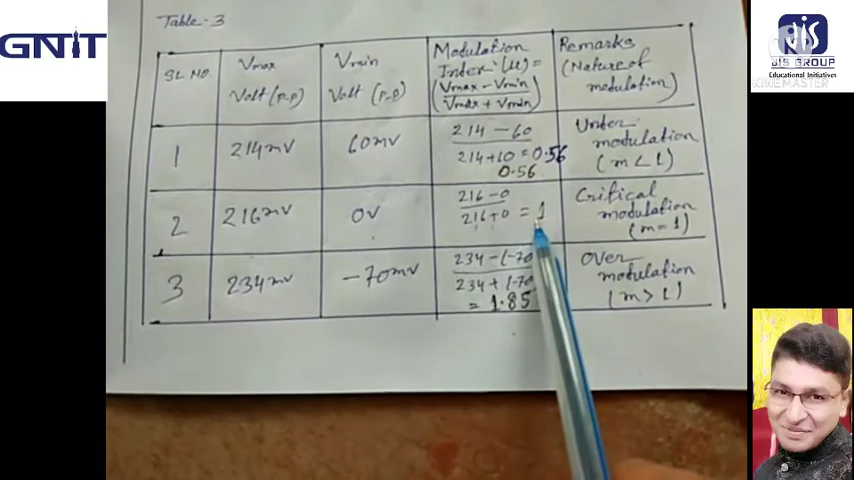 Table-3
GNIT
JIS
JIS GROUP
Educational Initiatives
KINEMASTER
SL NO.
Vmax
Volt (P-P)
Vmin
Volt (P-P)
Modulation
Index (μ) =
(Vmax - Vmin
Vmax + Vmin)
Remarks
(Nature of
modulation)
1
214mV
60mV
214 - 60
214+60 = 0.56
0.56
Under
modulation
(m < 1)
2
216mV
0V
216-0
216+0 = 1
Critical
modulation
(m = 1)
3
234mV
-70mV
234 - (-70
234 + (-70
= 1.85
Over
modulation
(m > 1)